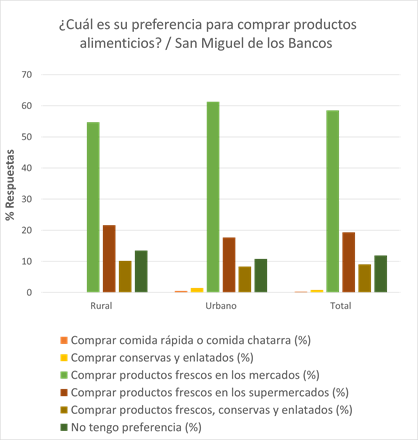 ¿Cuál es su preferencia para comprar productos
alimenticios? / San Miguel de los Bancos
70
60
50
40
30
20
10
0
% Respuestas
Rural
Urbano
Total
Comprar comida rápida o comida chatarra (%)
Comprar conservas y enlatados (%)
Comprar productos frescos en los mercados (%)
Comprar productos frescos en los supermercados (%)
Comprar productos frescos, conservas y enlatados (%)
No tengo preferencia (%)